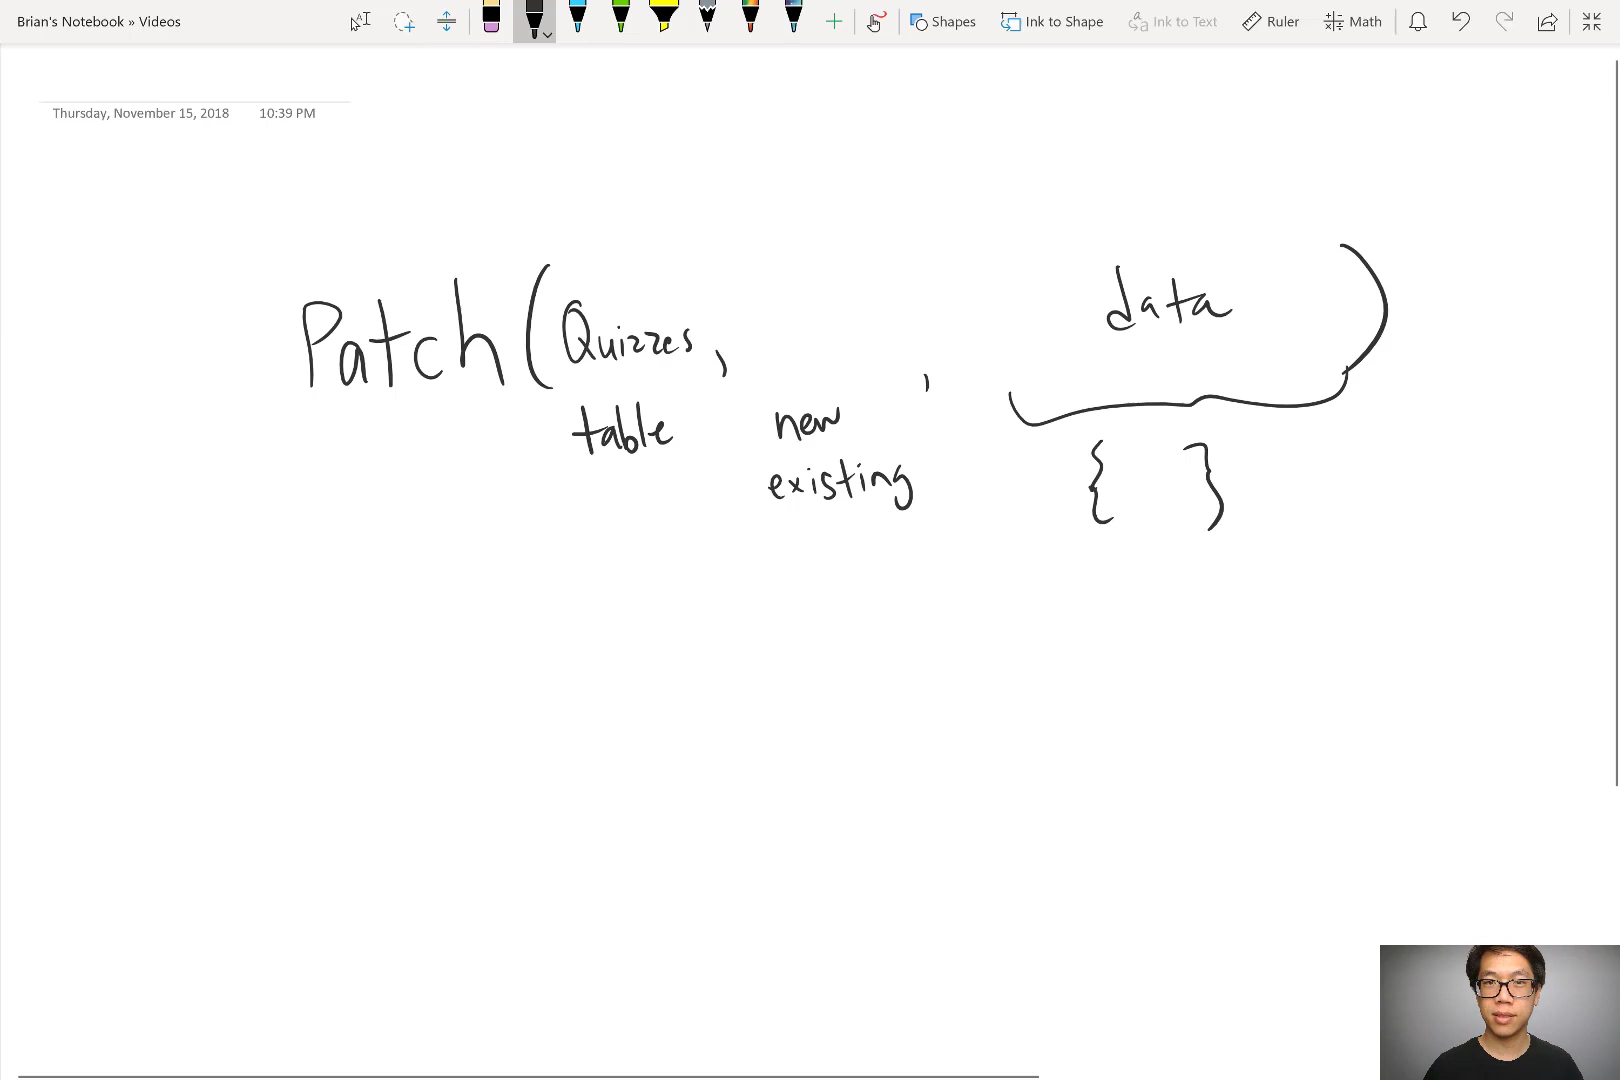 Brian's Notebook » Videos
Shapes
Ink to Shape
Ink to Text
Ruler
Math
Thursday, November 15, 2018 10:39 PM
Patch ( Quizzes, , data )
table
new
existing
{ }